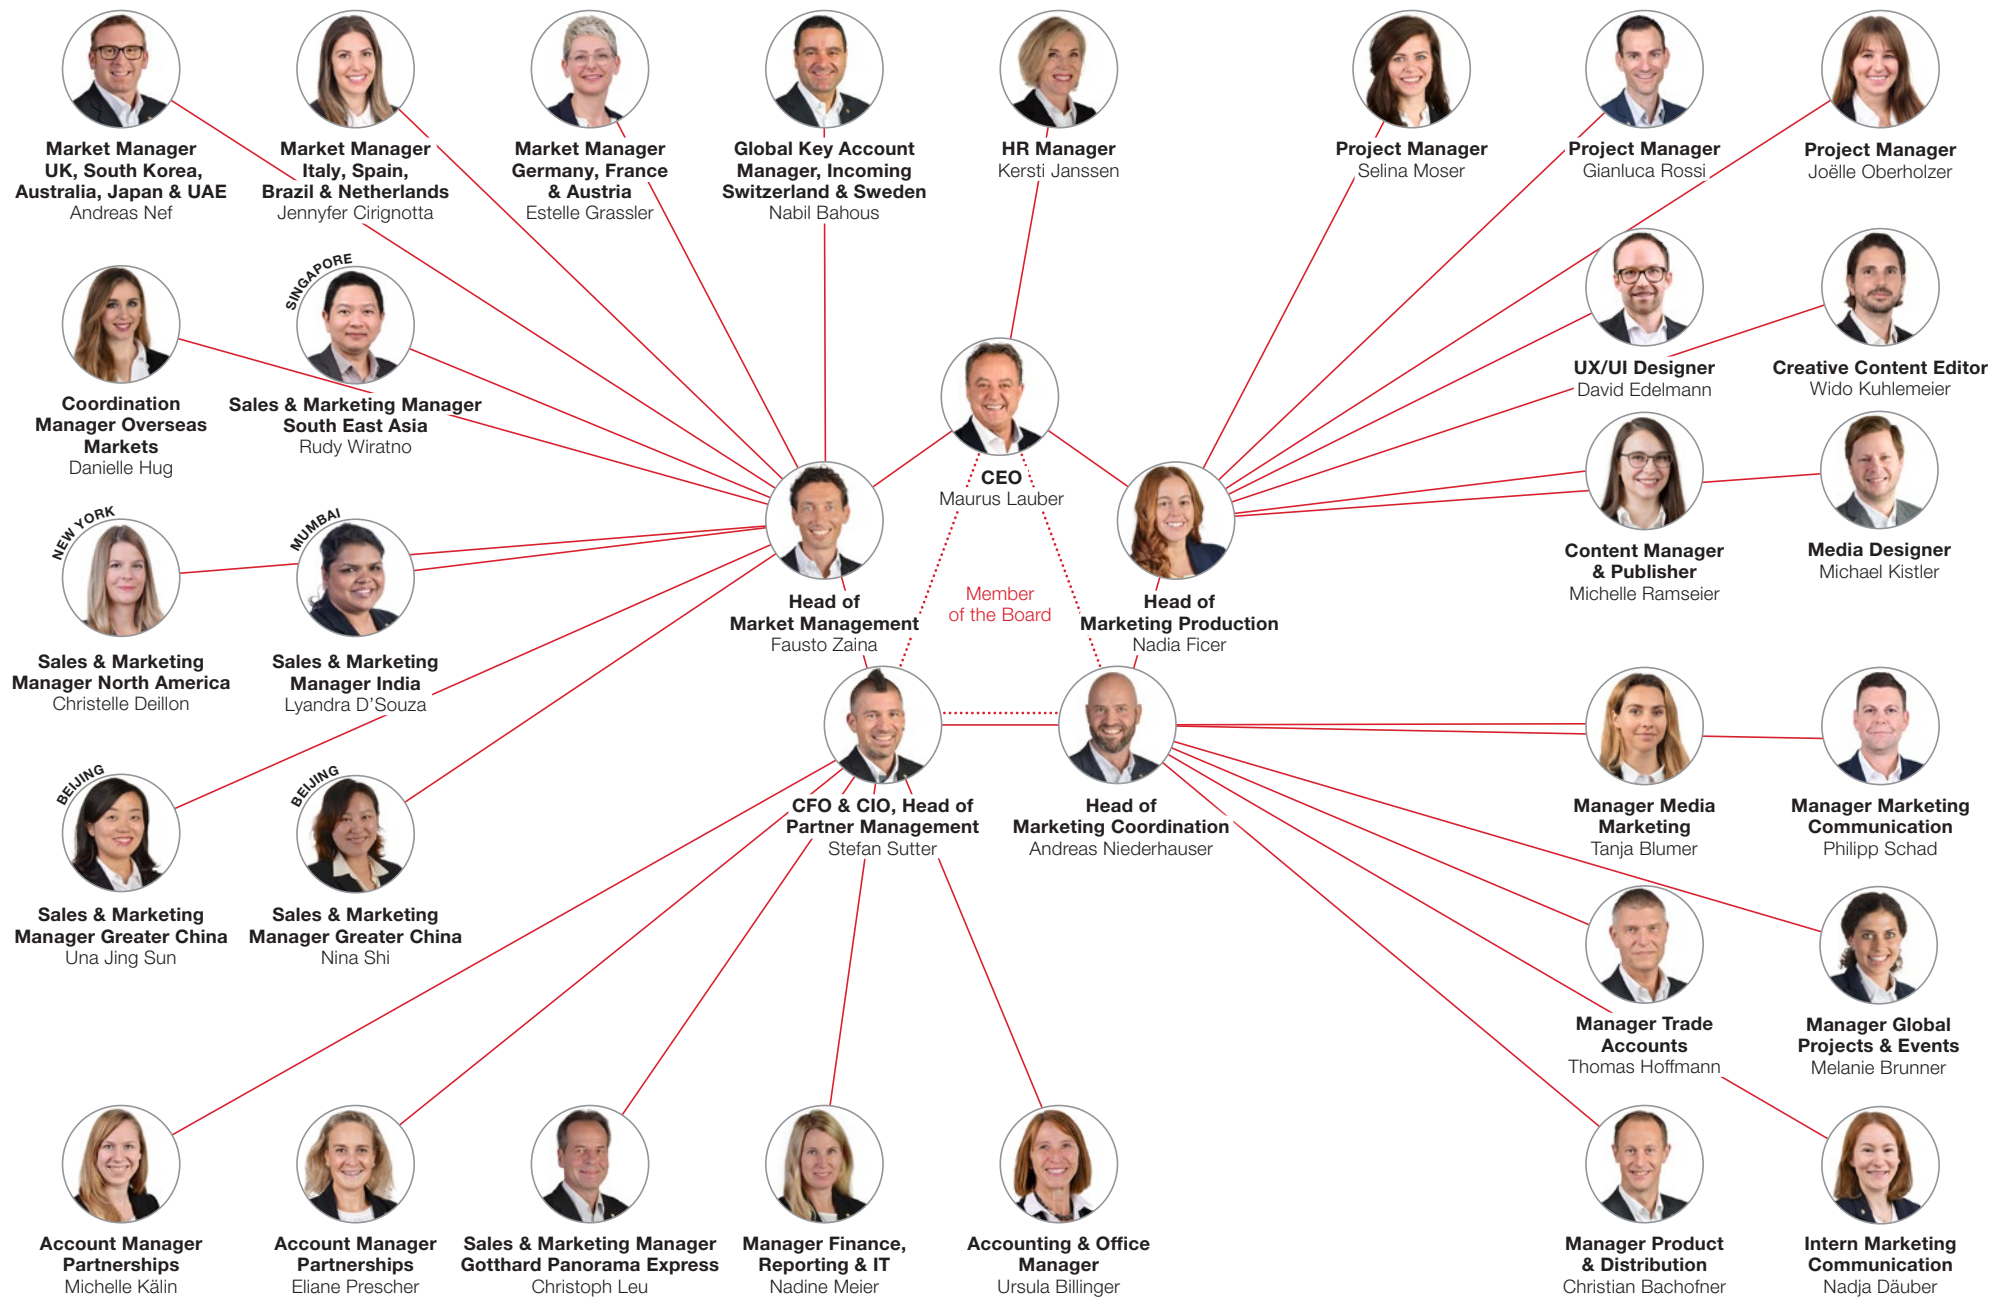 Market Manager
UK, South Korea,
Australia, Japan & UAE
Andreas Nef
Market Manager
Italy, Spain,
Brazil & Netherlands
Jennyfer Cirignotta
Market Manager
Germany, France
& Austria
Estelle Grassler
Global Key Account
Manager, Incoming
Switzerland & Sweden
Nabil Bahous
HR Manager
Kersti Janssen
Project Manager
Selina Moser
Project Manager
Gianluca Rossi
Project Manager
Joëlle Oberholzer
Coordination
Manager Overseas
Markets
Danielle Hug
SINGAPORE
Sales & Marketing Manager
South East Asia
Rudy Wiratno
CEO
Maurus Lauber
UX/UI Designer
David Edelmann
Creative Content Editor
Wido Kuhlemeier
NEW YORK
Sales & Marketing
Manager North America
Christelle Deillon
MUMBAI
Sales & Marketing
Manager India
Lyandra D'Souza
Head of
Market Management
Fausto Zaina
Member
of the Board
Head of
Marketing Production
Nadia Ficer
Content Manager
& Publisher
Michelle Ramseier
Media Designer
Michael Kistler
BEIJING
Sales & Marketing
Manager Greater China
Una Jing Sun
BEIJING
Sales & Marketing
Manager Greater China
Nina Shi
CFO & CIO, Head of
Partner Management
Stefan Sutter
Head of
Marketing Coordination
Andreas Niederhauser
Manager Media
Marketing
Tanja Blumer
Manager Marketing
Communication
Philipp Schad
Manager Trade
Accounts
Thomas Hoffmann
Manager Global
Projects & Events
Melanie Brunner
Account Manager
Partnerships
Michelle Kälin
Account Manager
Partnerships
Eliane Prescher
Sales & Marketing Manager
Gotthard Panorama Express
Christoph Leu
Manager Finance,
Reporting & IT
Nadine Meier
Accounting & Office
Manager
Ursula Billinger
Manager Product
& Distribution
Christian Bachofner
Intern Marketing
Communication
Nadja Däuber